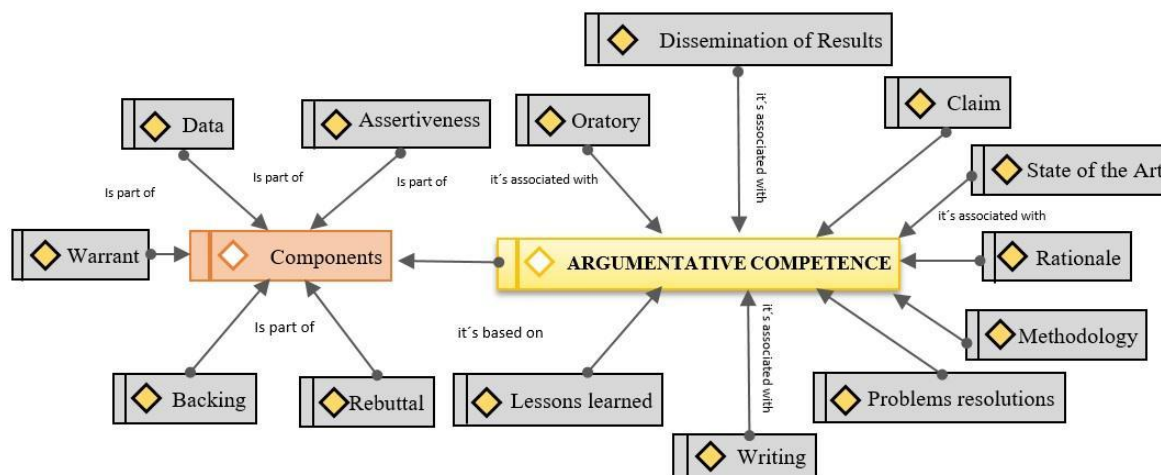 Dissemination of Results
Data
Assertiveness
Oratory
Claim
it´s associated with
Is part of
Is part of
Is part of
it´s associated with
State of the Art
it´s associated with
Warrant
Components
ARGUMENTATIVE COMPETENCE
Rationale
Is part of
it´s based on
it´s associated with
Methodology
Backing
Rebuttal
Lessons learned
Problems resolutions
Writing